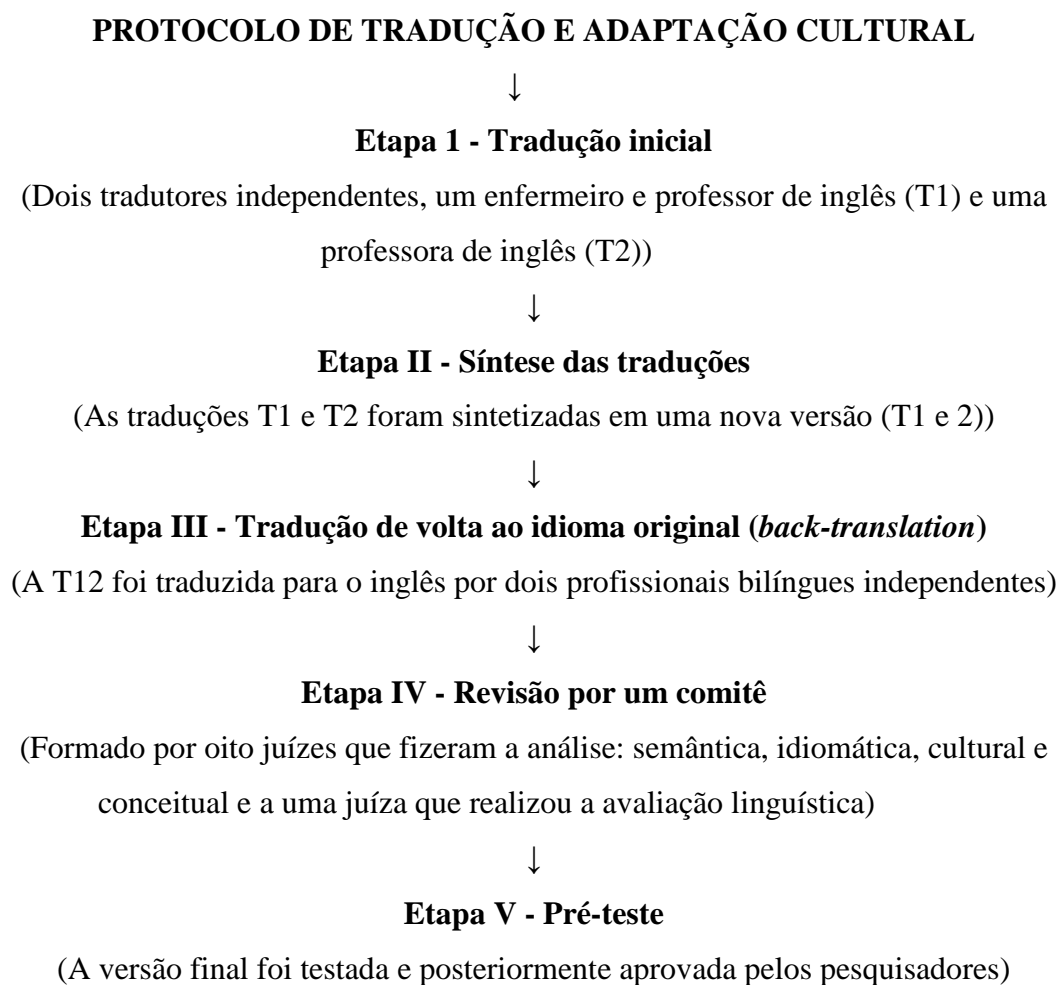 PROTOCOLO DE TRADUÇÃO E ADAPTAÇÃO CULTURAL
↓
Etapa 1 - Tradução inicial
(Dois tradutores independentes, um enfermeiro e professor de inglês (T1) e uma
professora de inglês (T2))
↓
Etapa II - Síntese das traduções
(As traduções T1 e T2 foram sintetizadas em uma nova versão (T1 e 2))
↓
Etapa III - Tradução de volta ao idioma original (back-translation)
(A T12 foi traduzida para o inglês por dois profissionais bilíngues independentes)
↓
Etapa IV - Revisão por um comitê
(Formado por oito juízes que fizeram a análise: semântica, idiomática, cultural e
conceitual e a uma juíza que realizou a avaliação linguística)
↓
Etapa V - Pré-teste
(A versão final foi testada e posteriormente aprovada pelos pesquisadores)